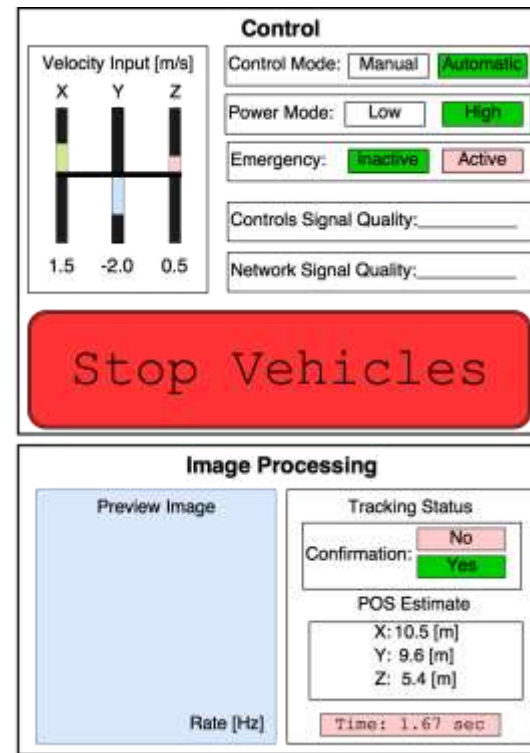 Control
Velocity Input [m/s]
X Y Z
1.5 -2.0 0.5
Control Mode: Manual Automatic
Power Mode: Low High
Emergency: Inactive Active
Controls Signal Quality:_________
Network Signal Quality:_________
Stop Vehicles
Image Processing
Preview Image
Rate [Hz]
Tracking Status
Confirmation: No
Yes
POS Estimate
X: 10.5 [m]
Y: 9.6 [m]
Z: 5.4 [m]
Time: 1.67 sec